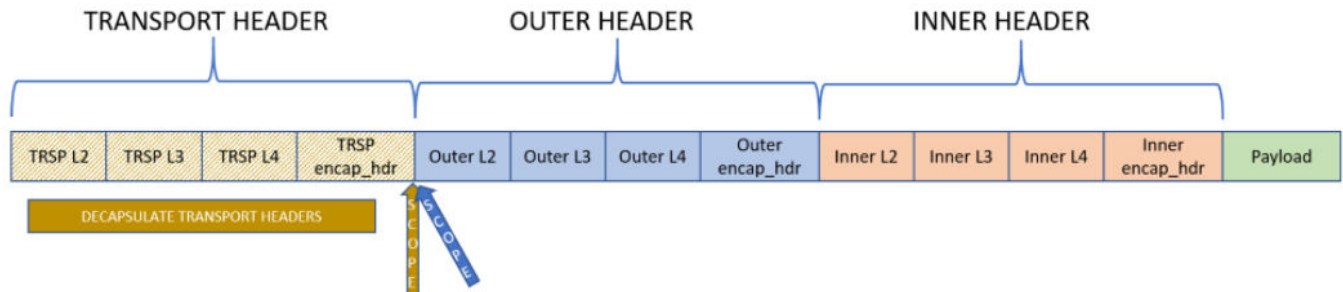 TRANSPORT HEADER
OUTER HEADER
INNER HEADER
TRSP L2
TRSP L3
TRSP L4
TRSP
encap_hdr
Outer L2
Outer L3
Outer L4
Outer
encap_hdr
Inner L2
Inner L3
Inner L4
Inner
encap_hdr
Payload
DECAPSULATE TRANSPORT HEADERS
SCOPE
SCOPE